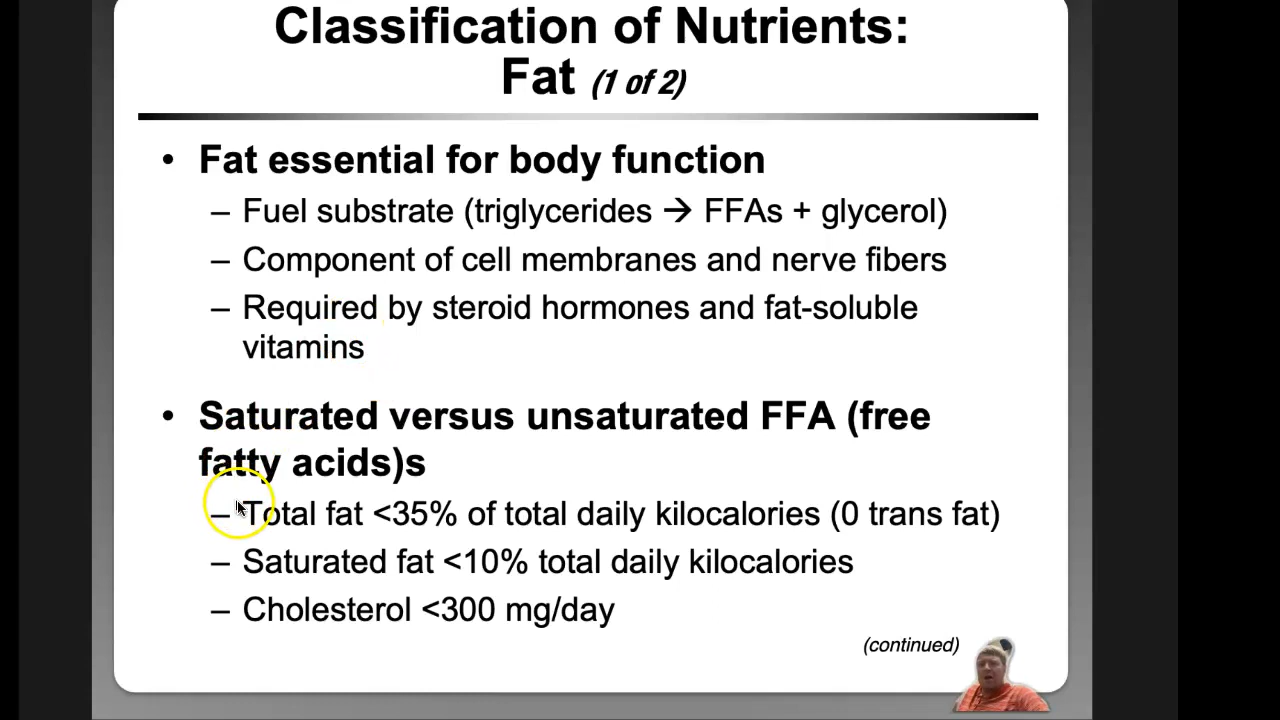 Classification of Nutrients:
Fat (1 of 2)
• Fat essential for body function
– Fuel substrate (triglycerides → FFAs + glycerol)
– Component of cell membranes and nerve fibers
– Required by steroid hormones and fat-soluble
vitamins
• Saturated versus unsaturated FFA (free
fatty acids)s
– Total fat <35% of total daily kilocalories (0 trans fat)
– Saturated fat <10% total daily kilocalories
– Cholesterol <300 mg/day
(continued)